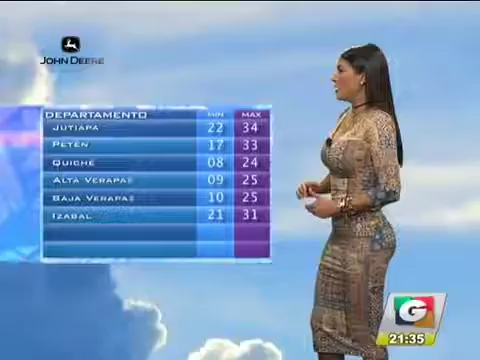 JOHN DEERE
DEPARTAMENTO MIN MAX
JUTIAPA 22 34
PETÉN 17 33
QUICHÉ 08 24
ALTA VERAPAZ 09 25
BAJA VERAPAZ 10 25
IZABAL 21 31
G
21:35